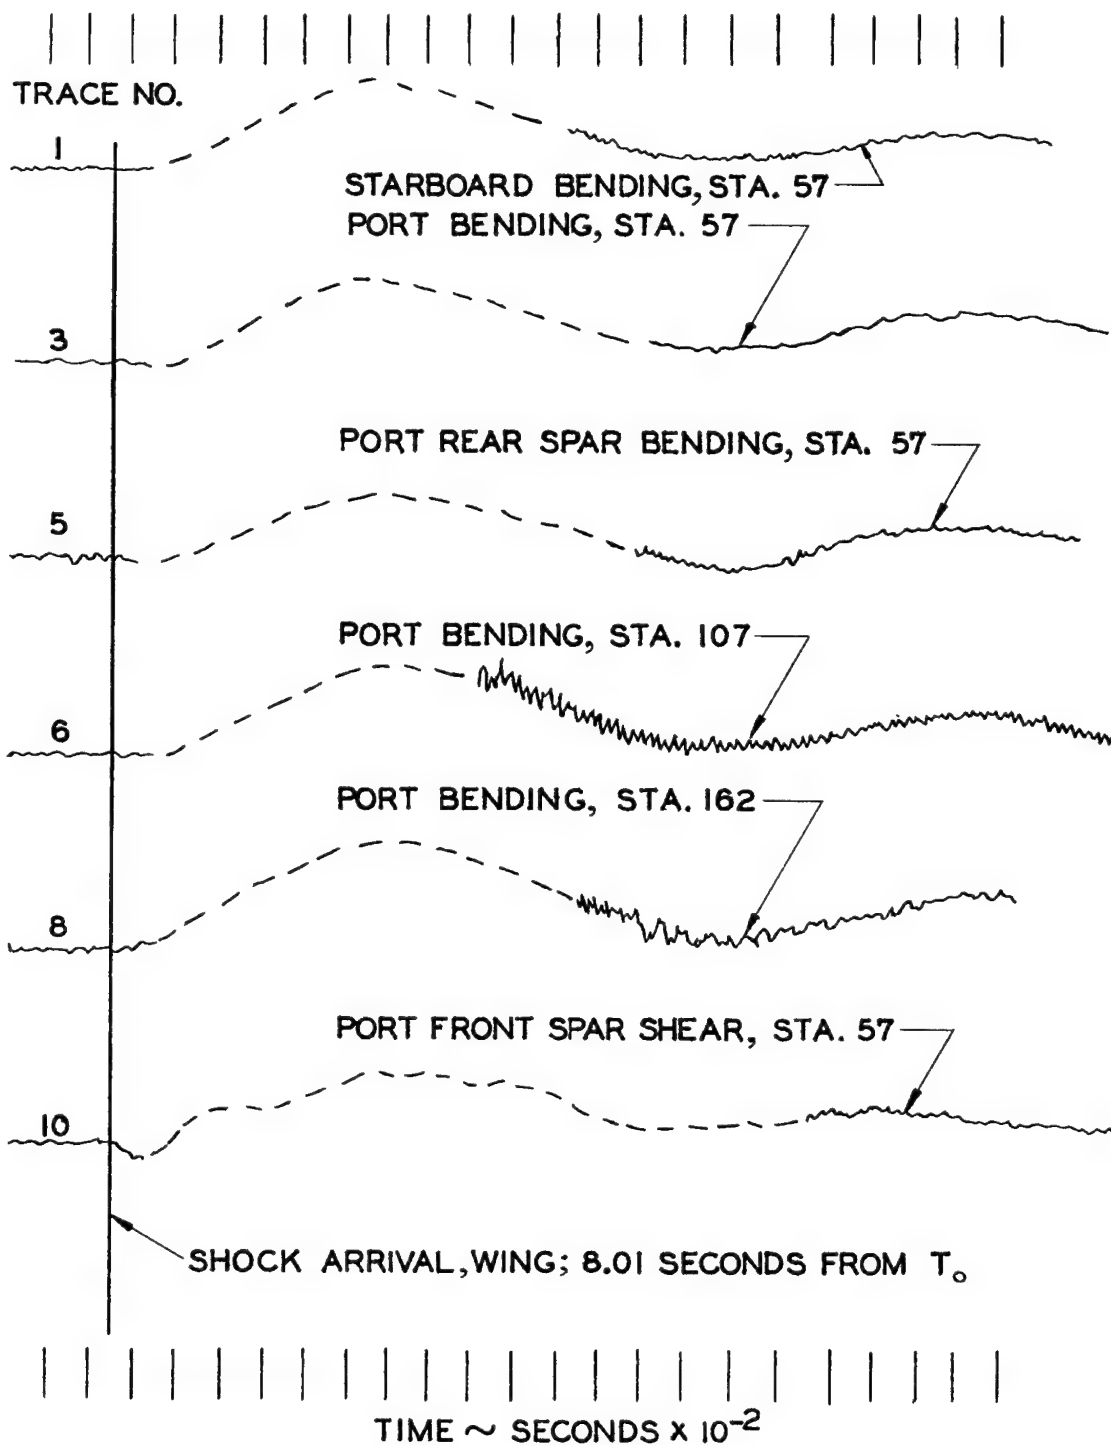 TRACE NO.
1
STARBOARD BENDING, STA. 57
PORT BENDING, STA. 57
3
PORT REAR SPAR BENDING, STA. 57
5
PORT BENDING, STA. 107
6
PORT BENDING, STA. 162
8
PORT FRONT SPAR SHEAR, STA. 57
10
SHOCK ARRIVAL, WING; 8.01 SECONDS FROM T₀
TIME ~ SECONDS x 10⁻²